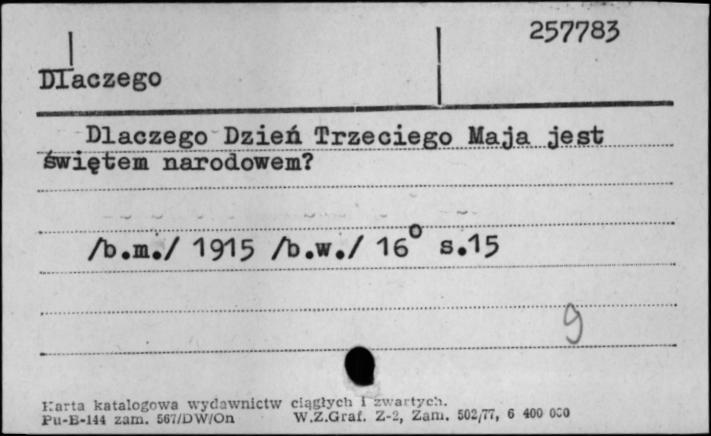 257783
Dlaczego
Dlaczego Dzień Trzeciego Maja jest
świętem narodowem?
/b.m./ 1915 /b.w./ 16° s.15
9
Karta katalogowa wydawnictw ciągłych i zwartych.
Pu-B-144 zam. 567/DW/On W.Z.Graf. Z-2, Zam. 502/77, 6 400 000